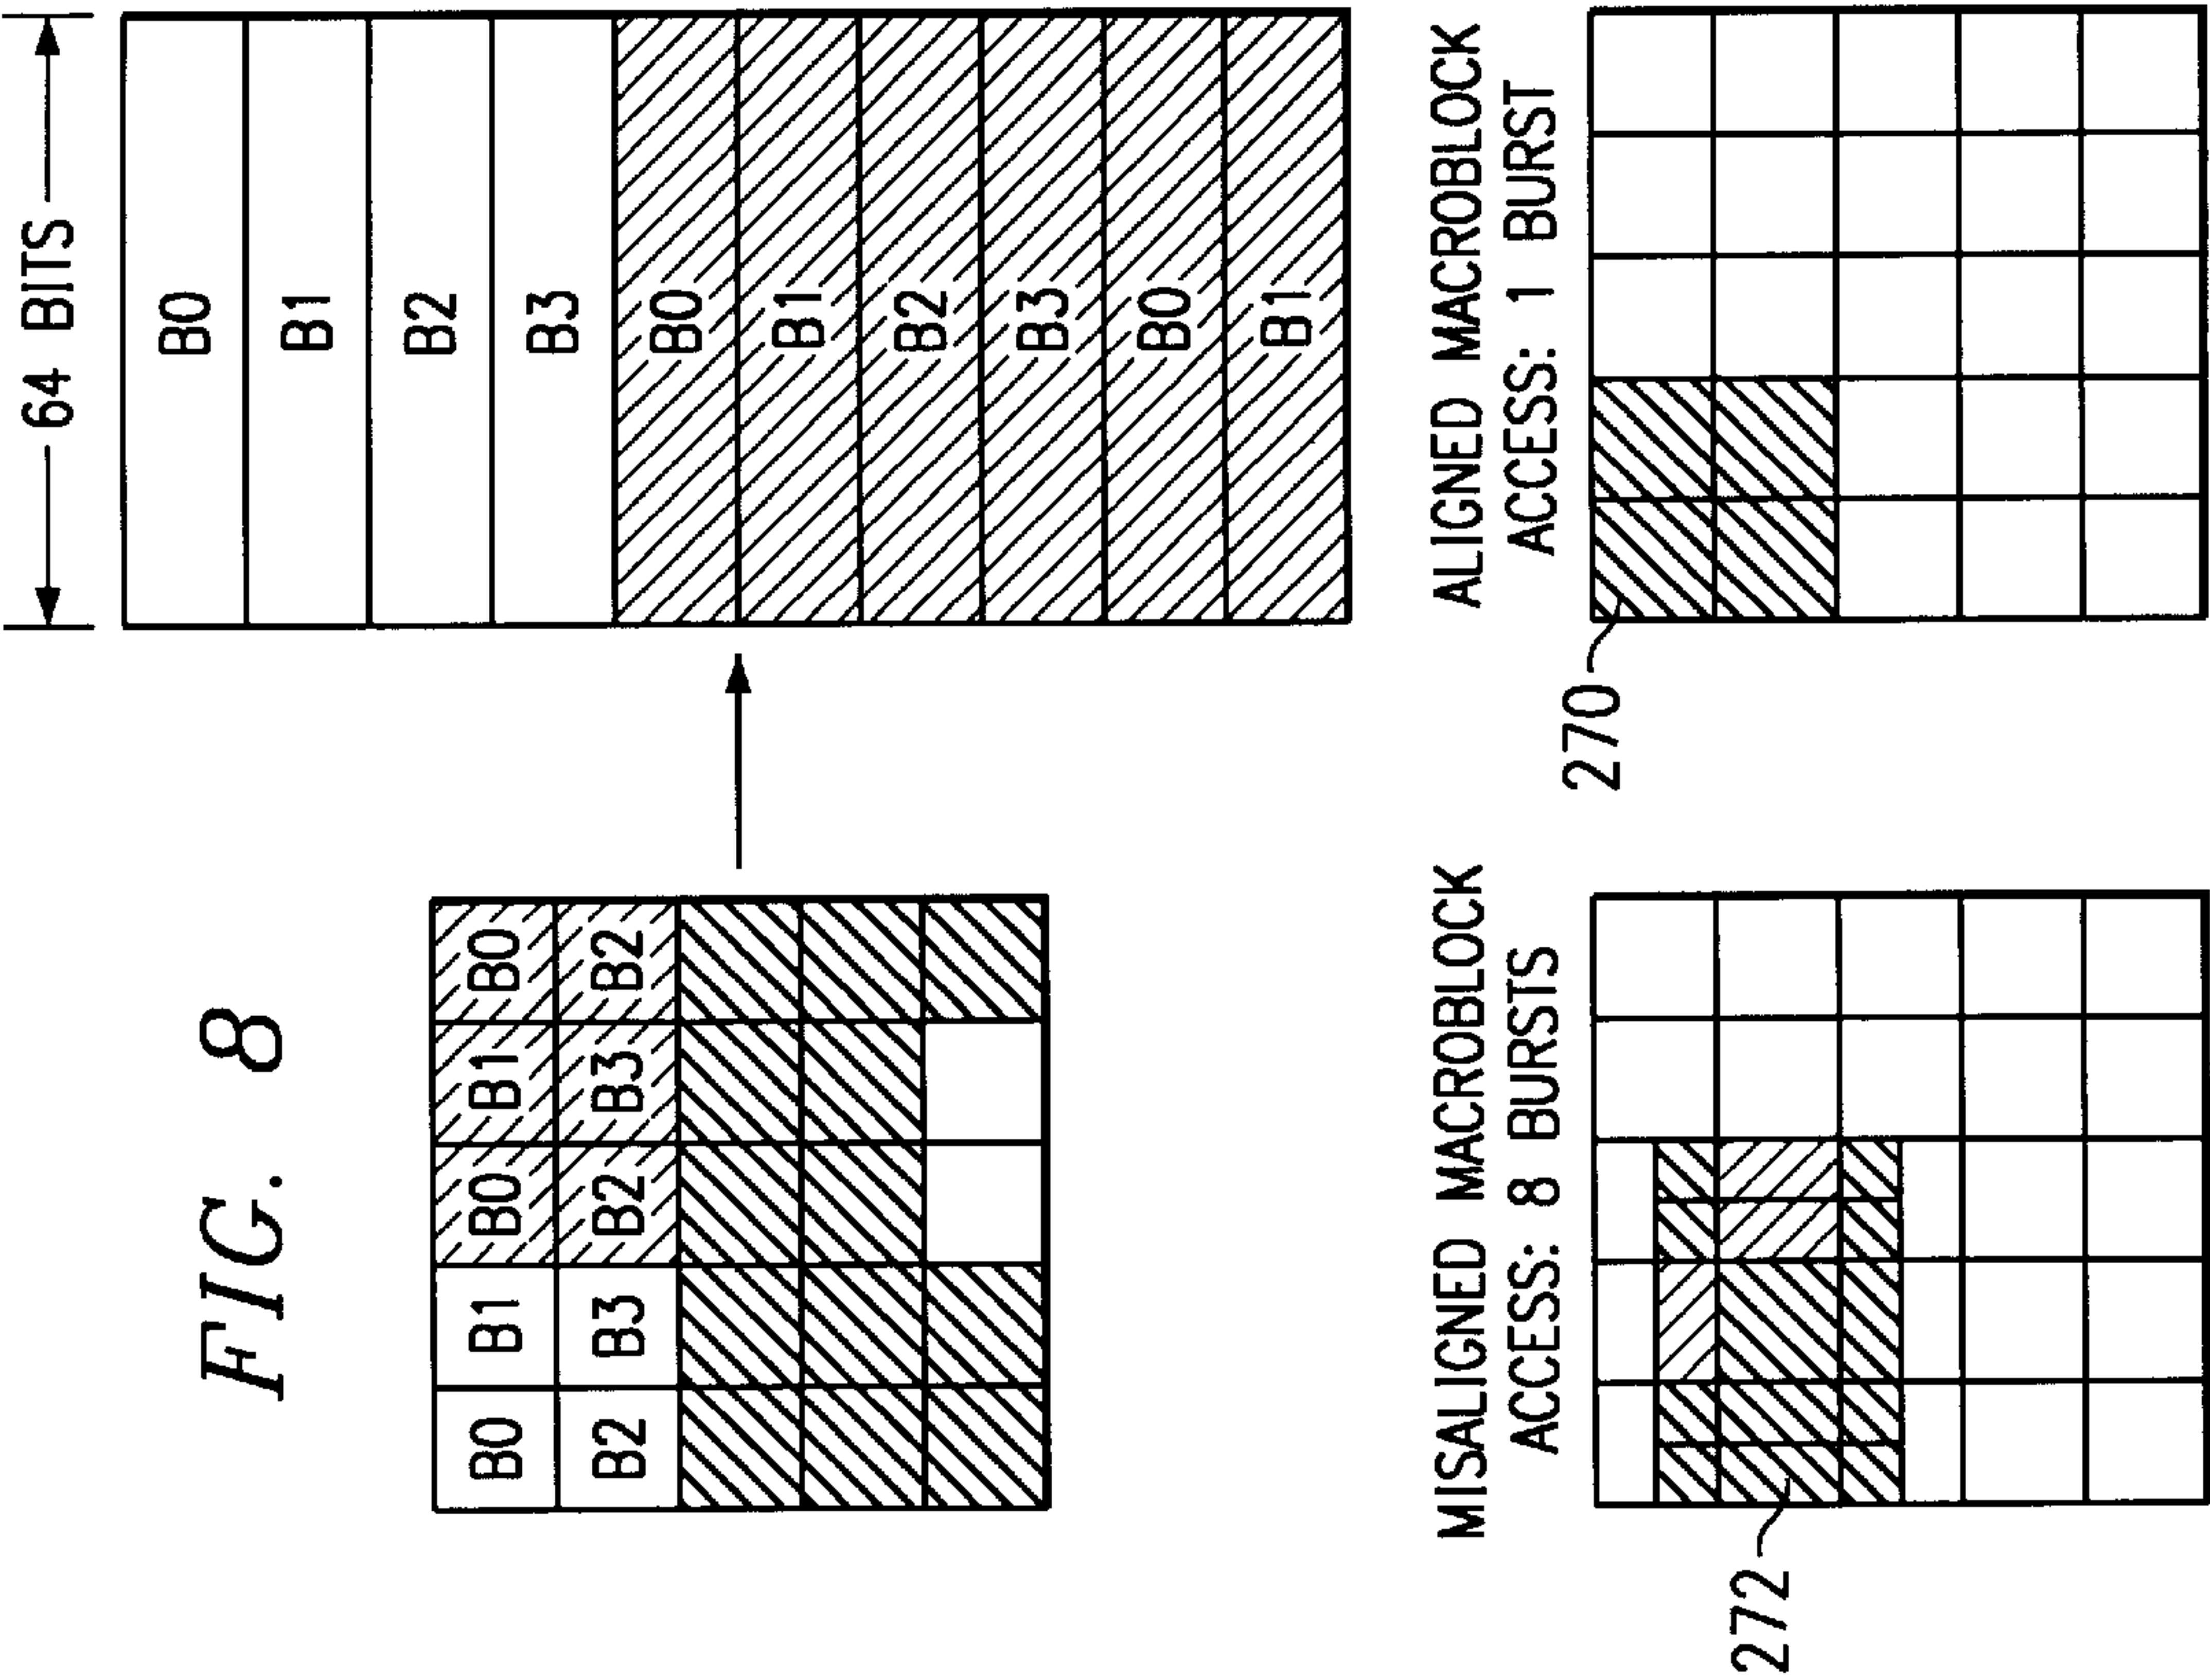 FIG. 8
B0 B1 B0 B1 B0
B2 B3 B2 B3 B2
64 BITS
B0
B1
B2
B3
B0
B1
B2
B3
B0
B1
MISALIGNED MACROBLOCK
ACCESS: 8 BURSTS
272
ALIGNED MACROBLOCK
ACCESS: 1 BURST
270